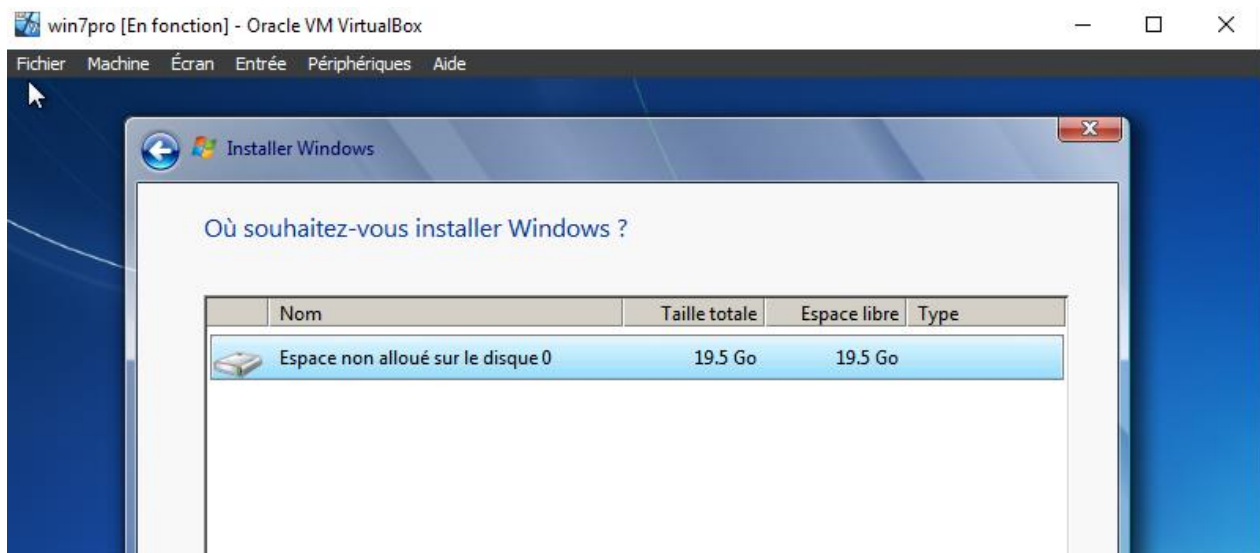 win7pro [En fonction] - Oracle VM VirtualBox
Fichier Machine Écran Entrée Périphériques Aide
Installer Windows
Où souhaitez-vous installer Windows ?
Nom Taille totale Espace libre Type
Espace non alloué sur le disque 0 19.5 Go 19.5 Go